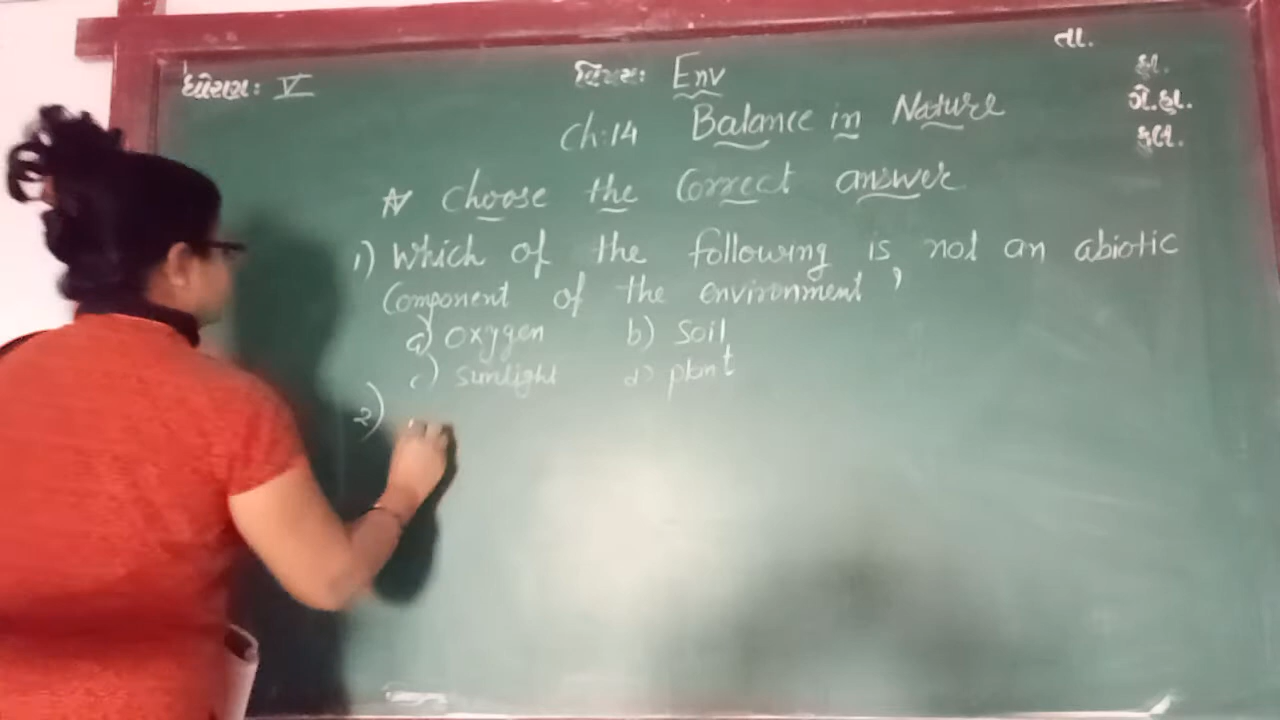 તા.
ધોરણ: V
વિષય: Env
હા.
ગે.હા.
કુલ.
Ch:14 Balance in Nature
Choose the Correct answer
1) Which of the following is not an abiotic
Component of the environment ?
a) oxygen b) soil
c) sunlight d) plant
2)